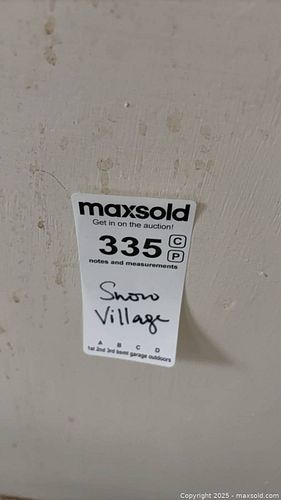 maxsold
Get in on the auction!
335 C
P
notes and measurements
Snow
Village
A B C D
1st 2nd 3rd bsmt garage outdoors
Copyright 2025 - maxsold.com